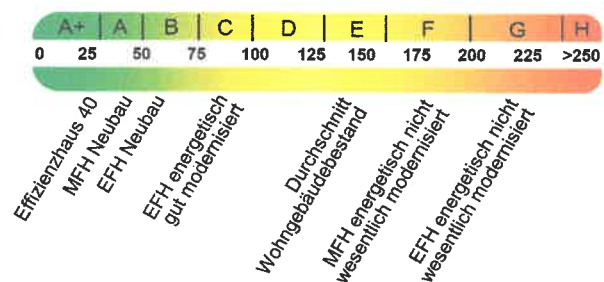 A+ A B C D E F G H
0 25 50 75 100 125 150 175 200 225 >250
Effizienzhaus 40
MFH Neubau
EFH Neubau
EFH energetisch
gut modernisiert
Durchschnitt
Wohngebäudebestand
MFH energetisch nicht
wesentlich modernisiert
EFH energetisch nicht
wesentlich modernisiert